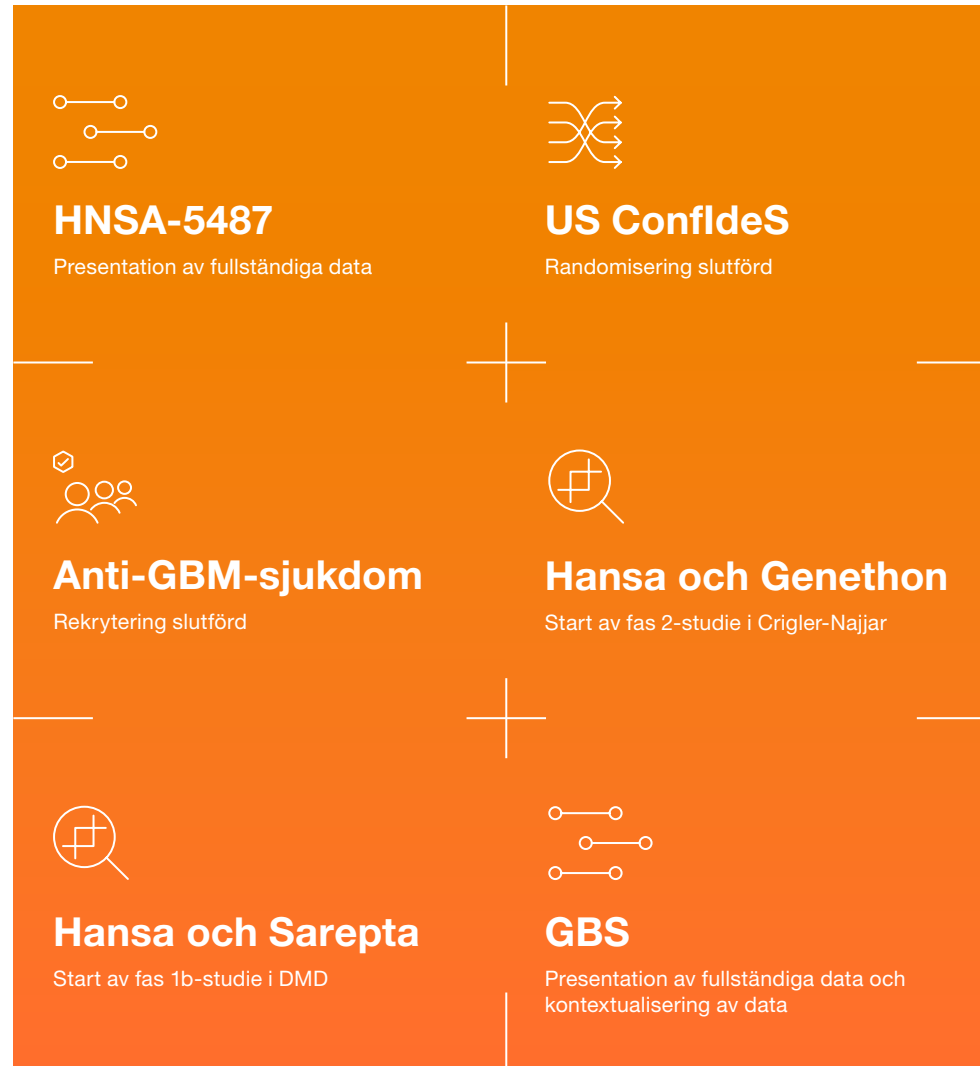 HNSA-5487
Presentation av fullständiga data
US ConfIdeS
Randomisering slutförd
Anti-GBM-sjukdom
Rekrytering slutförd
Hansa och Genethon
Start av fas 2-studie i Crigler-Najjar
Hansa och Sarepta
Start av fas 1b-studie i DMD
GBS
Presentation av fullständiga data och
kontextualisering av data